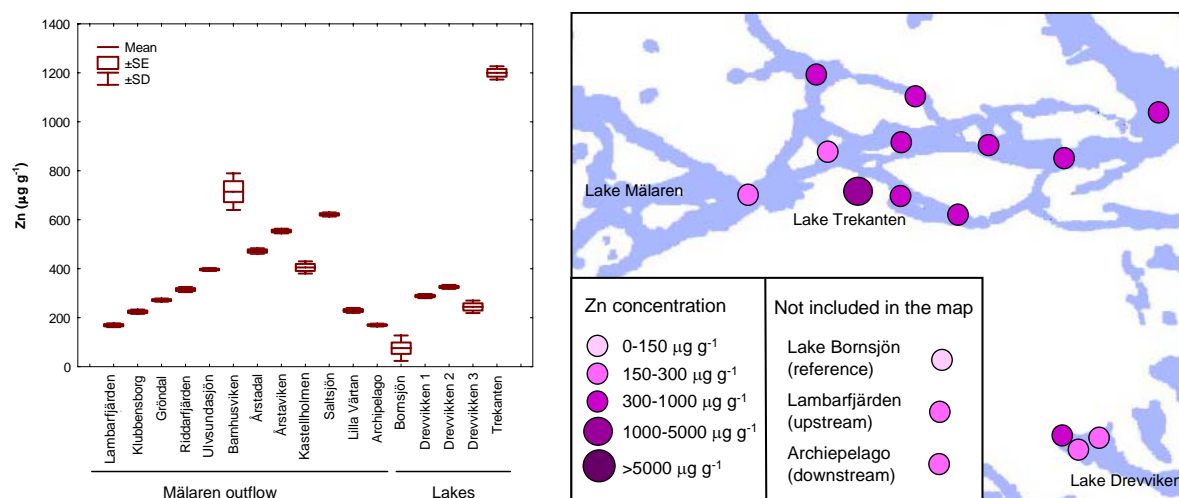 1400
1200
1000
800
600
400
200
0
Zn (µg g-1)
Mean
±SE
±SD
Lambarfjärden
Klubbensborg
Gröndal
Riddarfjärden
Ulvsundasjön
Barnhusviken
Årstadal
Årstaviken
Kastellholmen
Saltsjön
Lilla Värtan
Archipelago
Bornsjön
Drevvikken 1
Drevvikken 2
Drevvikken 3
Trekanten
Mälaren outflow
Lakes
Lake Mälaren
Lake Trekanten
Lake Drevviken
Zn concentration
0-150 µg g-1
150-300 µg g-1
300-1000 µg g-1
1000-5000 µg g-1
>5000 µg g-1
Not included in the map
Lake Bornsjön
(reference)
Lambarfjärden
(upstream)
Archiepelago
(downstream)